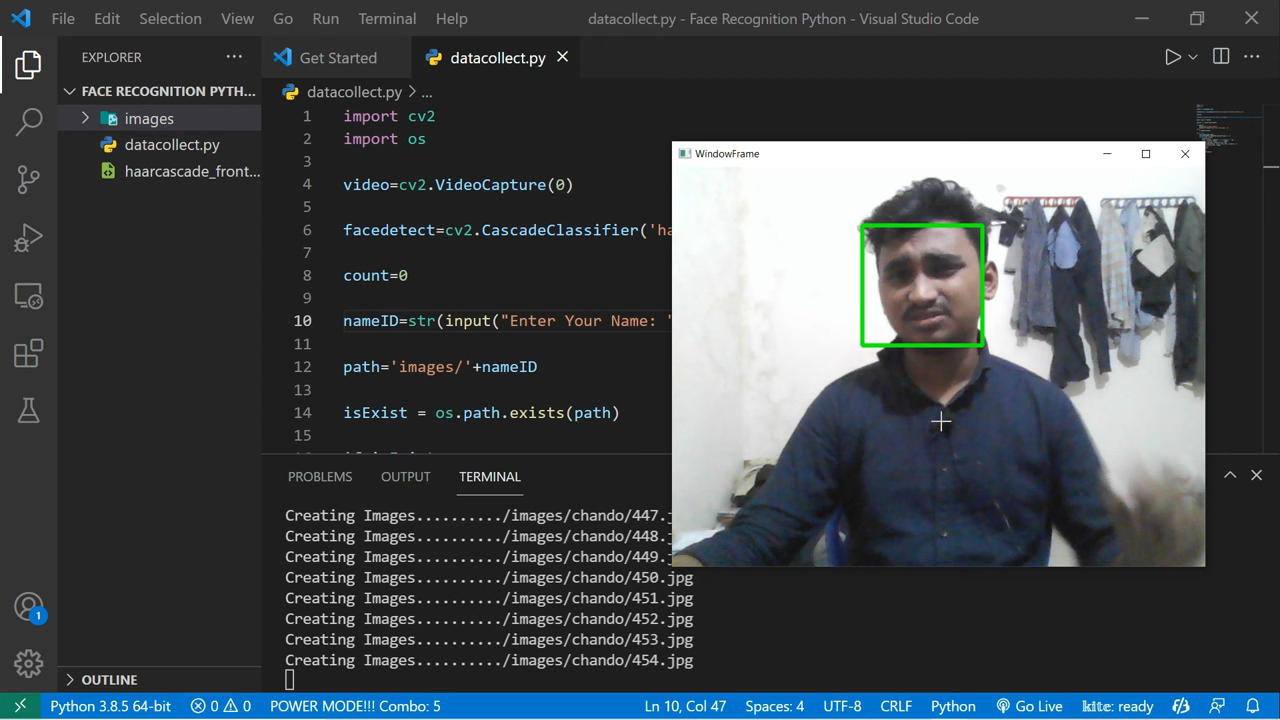 File Edit Selection View Go Run Terminal Help
datacollect.py - Face Recognition Python - Visual Studio Code
EXPLORER
FACE RECOGNITION PYTH...
images
datacollect.py
haarcascade_front...
OUTLINE
Get Started
datacollect.py
datacollect.py > ...
1 import cv2
2 import os
3
4 video=cv2.VideoCapture(0)
5
6 facedetect=cv2.CascadeClassifier('ha
7
8 count=0
9
10 nameID=str(input("Enter Your Name: "
11
12 path='images/'+nameID
13
14 isExist = os.path.exists(path)
15
WindowFrame
PROBLEMS OUTPUT TERMINAL
Creating Images........../images/chando/447.j
Creating Images........../images/chando/448.
Creating Images........../images/chando/449.
Creating Images........../images/chando/450.jpg
Creating Images........../images/chando/451.jpg
Creating Images........../images/chando/452.jpg
Creating Images........../images/chando/453.jpg
Creating Images........../images/chando/454.jpg
1
Python 3.8.5 64-bit 0 0 POWER MODE!!! Combo: 5 Ln 10, Col 47 Spaces: 4 UTF-8 CRLF Python Go Live kite: ready